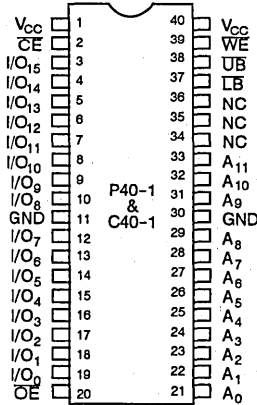 VCC 1 40 VCC
CE 2 39 WE
I/O15 3 38 UB
I/O14 4 37 LB
I/O13 5 36 NC
I/O12 6 35 NC
I/O11 7 34 NC
I/O10 8 33 A11
I/O9 9 32 A10
I/O8 10 31 A9
GND 11 30 GND
I/O7 12 29 A8
I/O6 13 28 A7
I/O5 14 27 A6
I/O4 15 26 A5
I/O3 16 25 A4
I/O2 17 24 A3
I/O1 18 23 A2
I/O0 19 22 A1
OE 20 21 A0
P40-1
&
C40-1